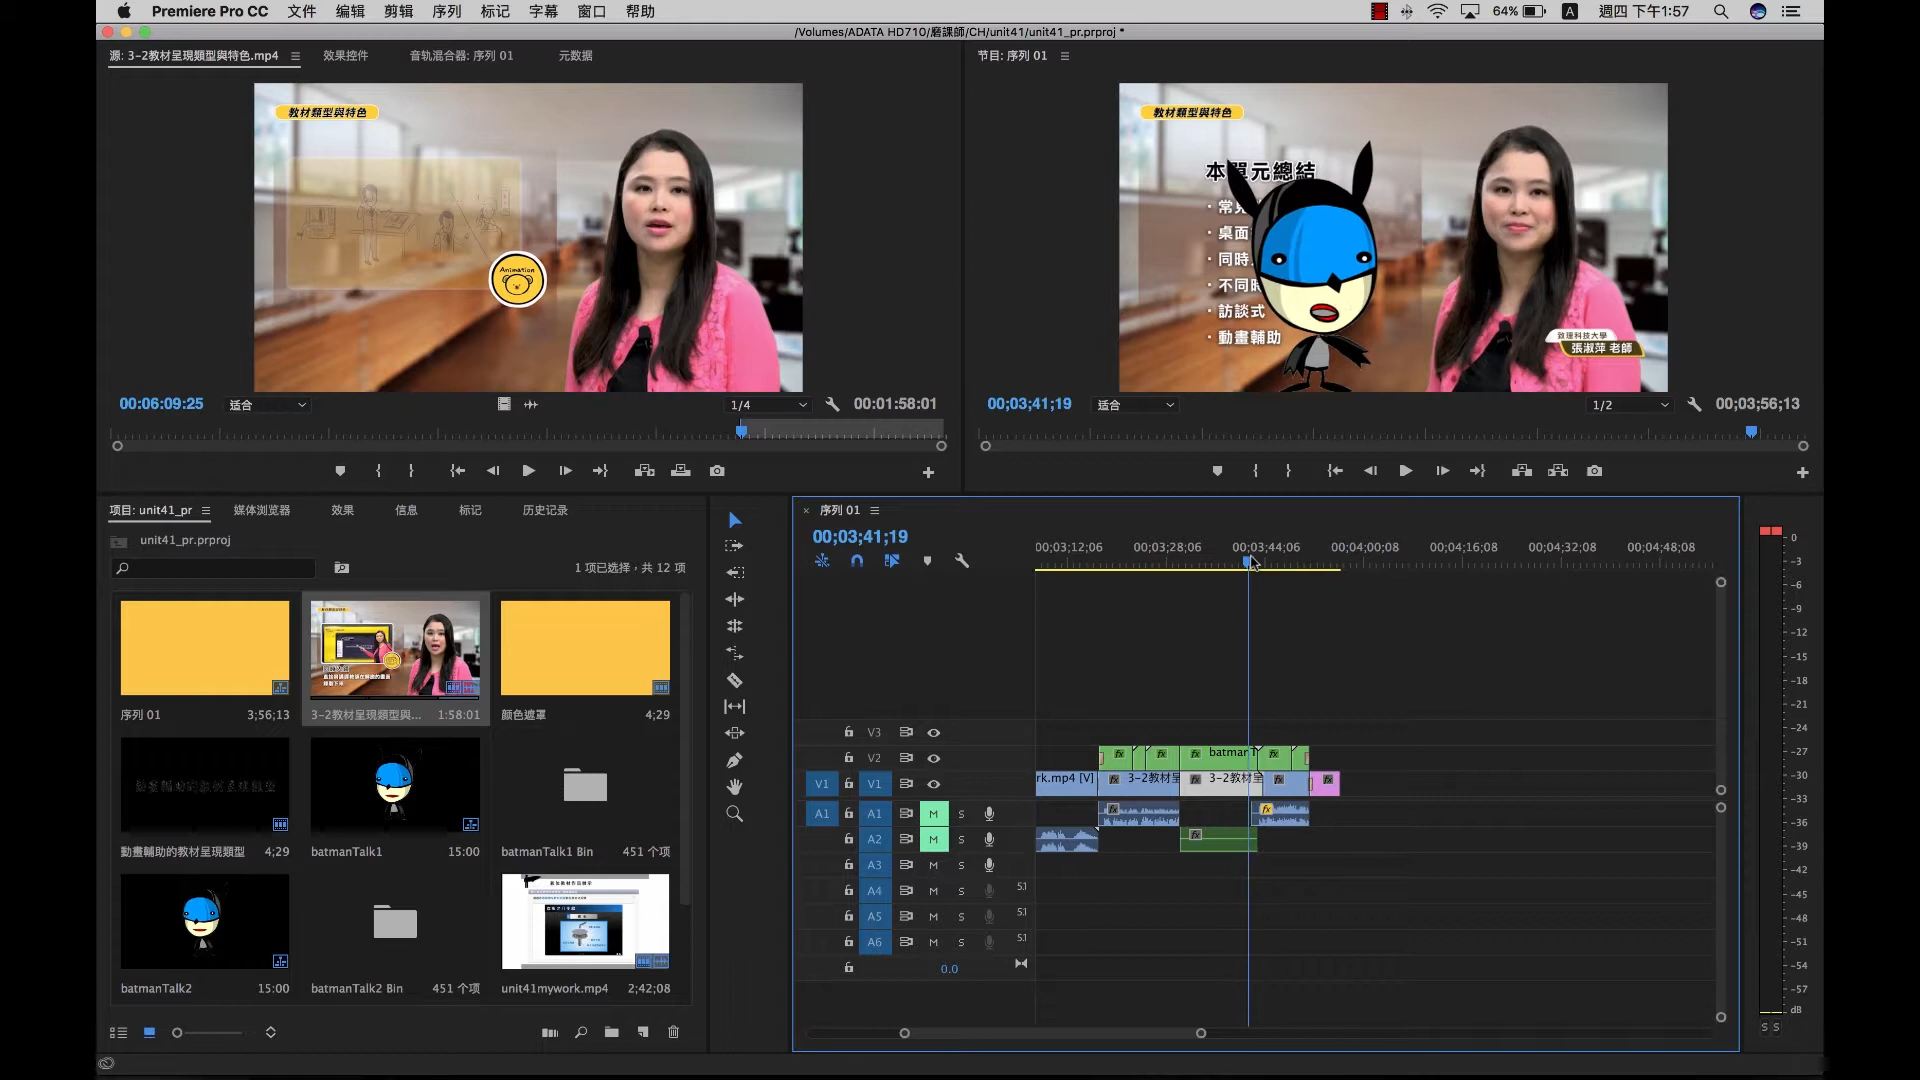 Premiere Pro CC 文件 编辑 剪辑 序列 标记 字幕 窗口 帮助 64% A 週四 下午1:57
/Volumes/ADATA HD710/磨課師/CH/unit41/unit41_pr.prproj *
源: 3-2教材呈現類型與特色.mp4 效果控件 音轨混合器: 序列 01 元数据
节目: 序列 01
教材類型與特色
Animation
教材類型與特色
本單元總結
· 常見
· 桌面
· 同時
· 不同時
· 訪談式
· 動畫輔助
致理科技大學
張淑萍 老師
00:06:09:25 适合 1/4 00:01:58:01
00;03;41;19 适合 1/2 00;03;56;13
项目: unit41_pr 媒体浏览器 效果 信息 标记 历史记录
unit41_pr.prproj
1 项已选择，共 12 项
序列 01 3;56;13
3-2教材呈現類型與... 1:58:01
颜色遮罩 4;29
動畫輔助的教材呈現類型 4;29
batmanTalk1 15:00
batmanTalk1 Bin 451 个项
batmanTalk2 15:00
batmanTalk2 Bin 451 个项
unit41mywork.mp4 2;42;08
× 序列 01
00;03;41;19
00;03;12;06 00;03;28;06 00;03;44;06 00;04;00;08 00;04;16;08 00;04;32;08 00;04;48;08
V3
V2
V1 V1
A1 A1 M S
A2 M S
A3 M S
A4 M S 5.1
A5 M S 5.1
A6 M S 5.1
0.0
fx fx fx batmanT fx
rk.mp4 [V] fx 3-2教材呈 fx 3-2教材呈 fx fx
fx fx
fx
0
-3
-6
-9
-12
-15
-18
-21
-24
-27
-30
-33
-36
-39
-42
-45
-48
-51
-54
-57
dB
S S